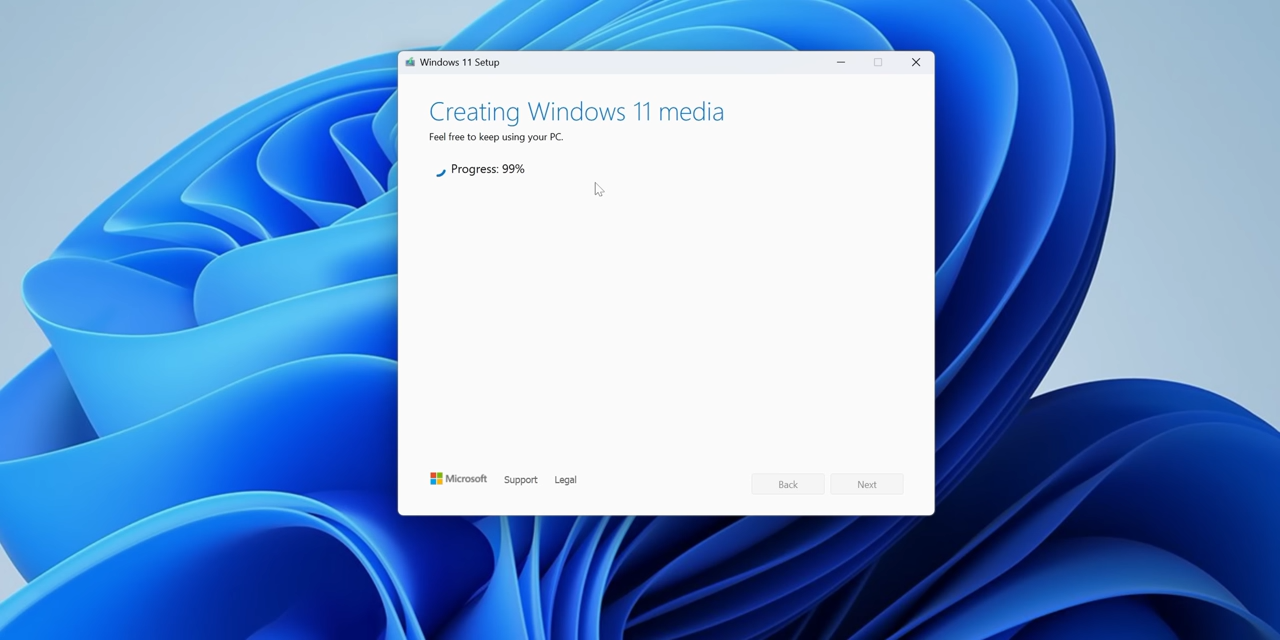 Windows 11 Setup
Creating Windows 11 media
Feel free to keep using your PC.
Progress: 99%
Microsoft Support Legal Back Next